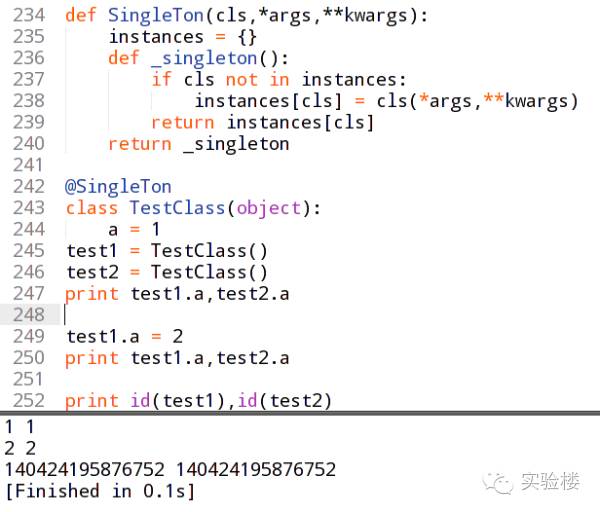 234 def SingleTon(cls,*args,**kwargs):
235     instances = {}
236     def _singleton():
237         if cls not in instances:
238             instances[cls] = cls(*args,**kwargs)
239         return instances[cls]
240     return _singleton
241
242 @SingleTon
243 class TestClass(object):
244     a = 1
245 test1 = TestClass()
246 test2 = TestClass()
247 print test1.a,test2.a
248
249 test1.a = 2
250 print test1.a,test2.a
251
252 print id(test1),id(test2)
1 1
2 2
140424195876752 140424195876752
[Finished in 0.1s]
实验楼